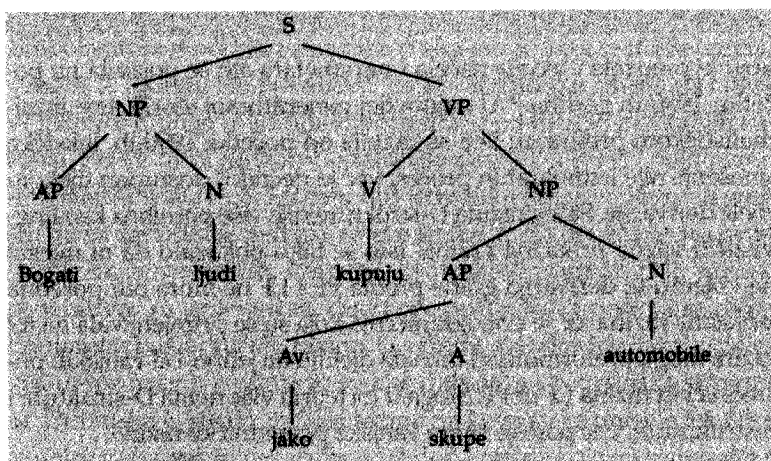 S
NP VP
AP N V NP
Bogati ljudi kupuju AP N
Av A automobile
jako skupe